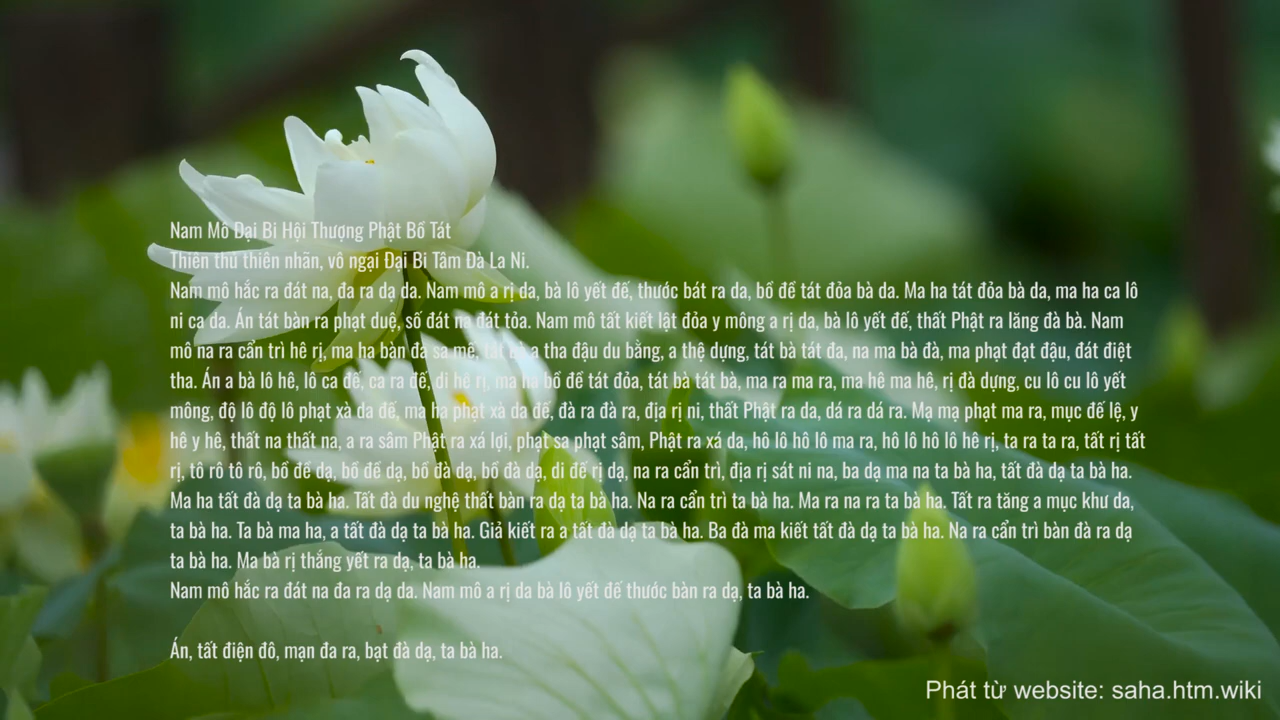 Nam Mô Đại Bi Hội Thượng Phật Bồ Tát
Thiên thủ thiên nhãn, vô ngại Đại Bi Tâm Đà La Ni.
Nam mô hắc ra đát na, đa ra dạ da. Nam mô a rị da, bà lô yết đế, thước bát ra da, bồ đề tát đỏa bà da. Ma ha tát đỏa bà da, ma ha ca lô
ni ca da. Án tát bàn ra phạt duệ, số đát na đát tỏa. Nam mô tất kiết lật đỏa y mông a rị da, bà lô yết đế, thất Phật ra lăng đà bà. Nam
mô na ra cẩn trì hê rị, ma ha bàn đa sa mế, tát bà a tha đậu du bằng, a thệ dựng, tát bà tát đa, na ma bà đà, ma phạt đạt đậu, đát điệt
tha. Án a bà lô hê, lô ca đế, ca ra đế, di hê rị, ma ha bồ đề tát đỏa, tát bà tát bà, ma ra ma ra, ma hê ma hê, rị đà dựng, cu lô cu lô yết
mông, độ lô độ lô phạt xà da đế, ma ha phạt xà da đế, đà ra đà ra, địa rị ni, thất Phật ra da, dá ra dá ra. Mạ mạ phạt ma ra, mục đế lệ, y
hê y hê, thất na thất na, a ra sâm Phật ra xá lợi, phạt sa phạt sâm, Phật ra xá da, hô lô hô lô ma ra, hô lô hô lô hê rị, ta ra ta ra, tất rị tất
rị, tô rô tô rô, bồ đề dạ, bồ đề dạ, bồ đà dạ, bồ đà dạ, di đế rị dạ, na ra cẩn trì, địa rị sát ni na, ba dạ ma na ta bà ha, tất đà dạ ta bà ha.
Ma ha tất đà dạ ta bà ha. Tất đà du nghệ thất bàn ra dạ ta bà ha. Na ra cẩn trì ta bà ha. Ma ra na ra ta bà ha. Tất ra tăng a mục khư da,
ta bà ha. Ta bà ma ha, a tất đà dạ ta bà ha. Giả kiết ra a tất đà dạ ta bà ha. Ba đà ma kiết tất đà dạ ta bà ha. Na ra cẩn trì bàn đà ra dạ
ta bà ha. Ma bà rị thắng yết ra dạ, ta bà ha.
Nam mô hắc ra đát na đa ra dạ da. Nam mô a rị da bà lô yết đế thước bàn ra dạ, ta bà ha.
Án, tất điện đô, mạn đa ra, bạt đà dạ, ta bà ha.
Phát từ website: saha.htm.wiki